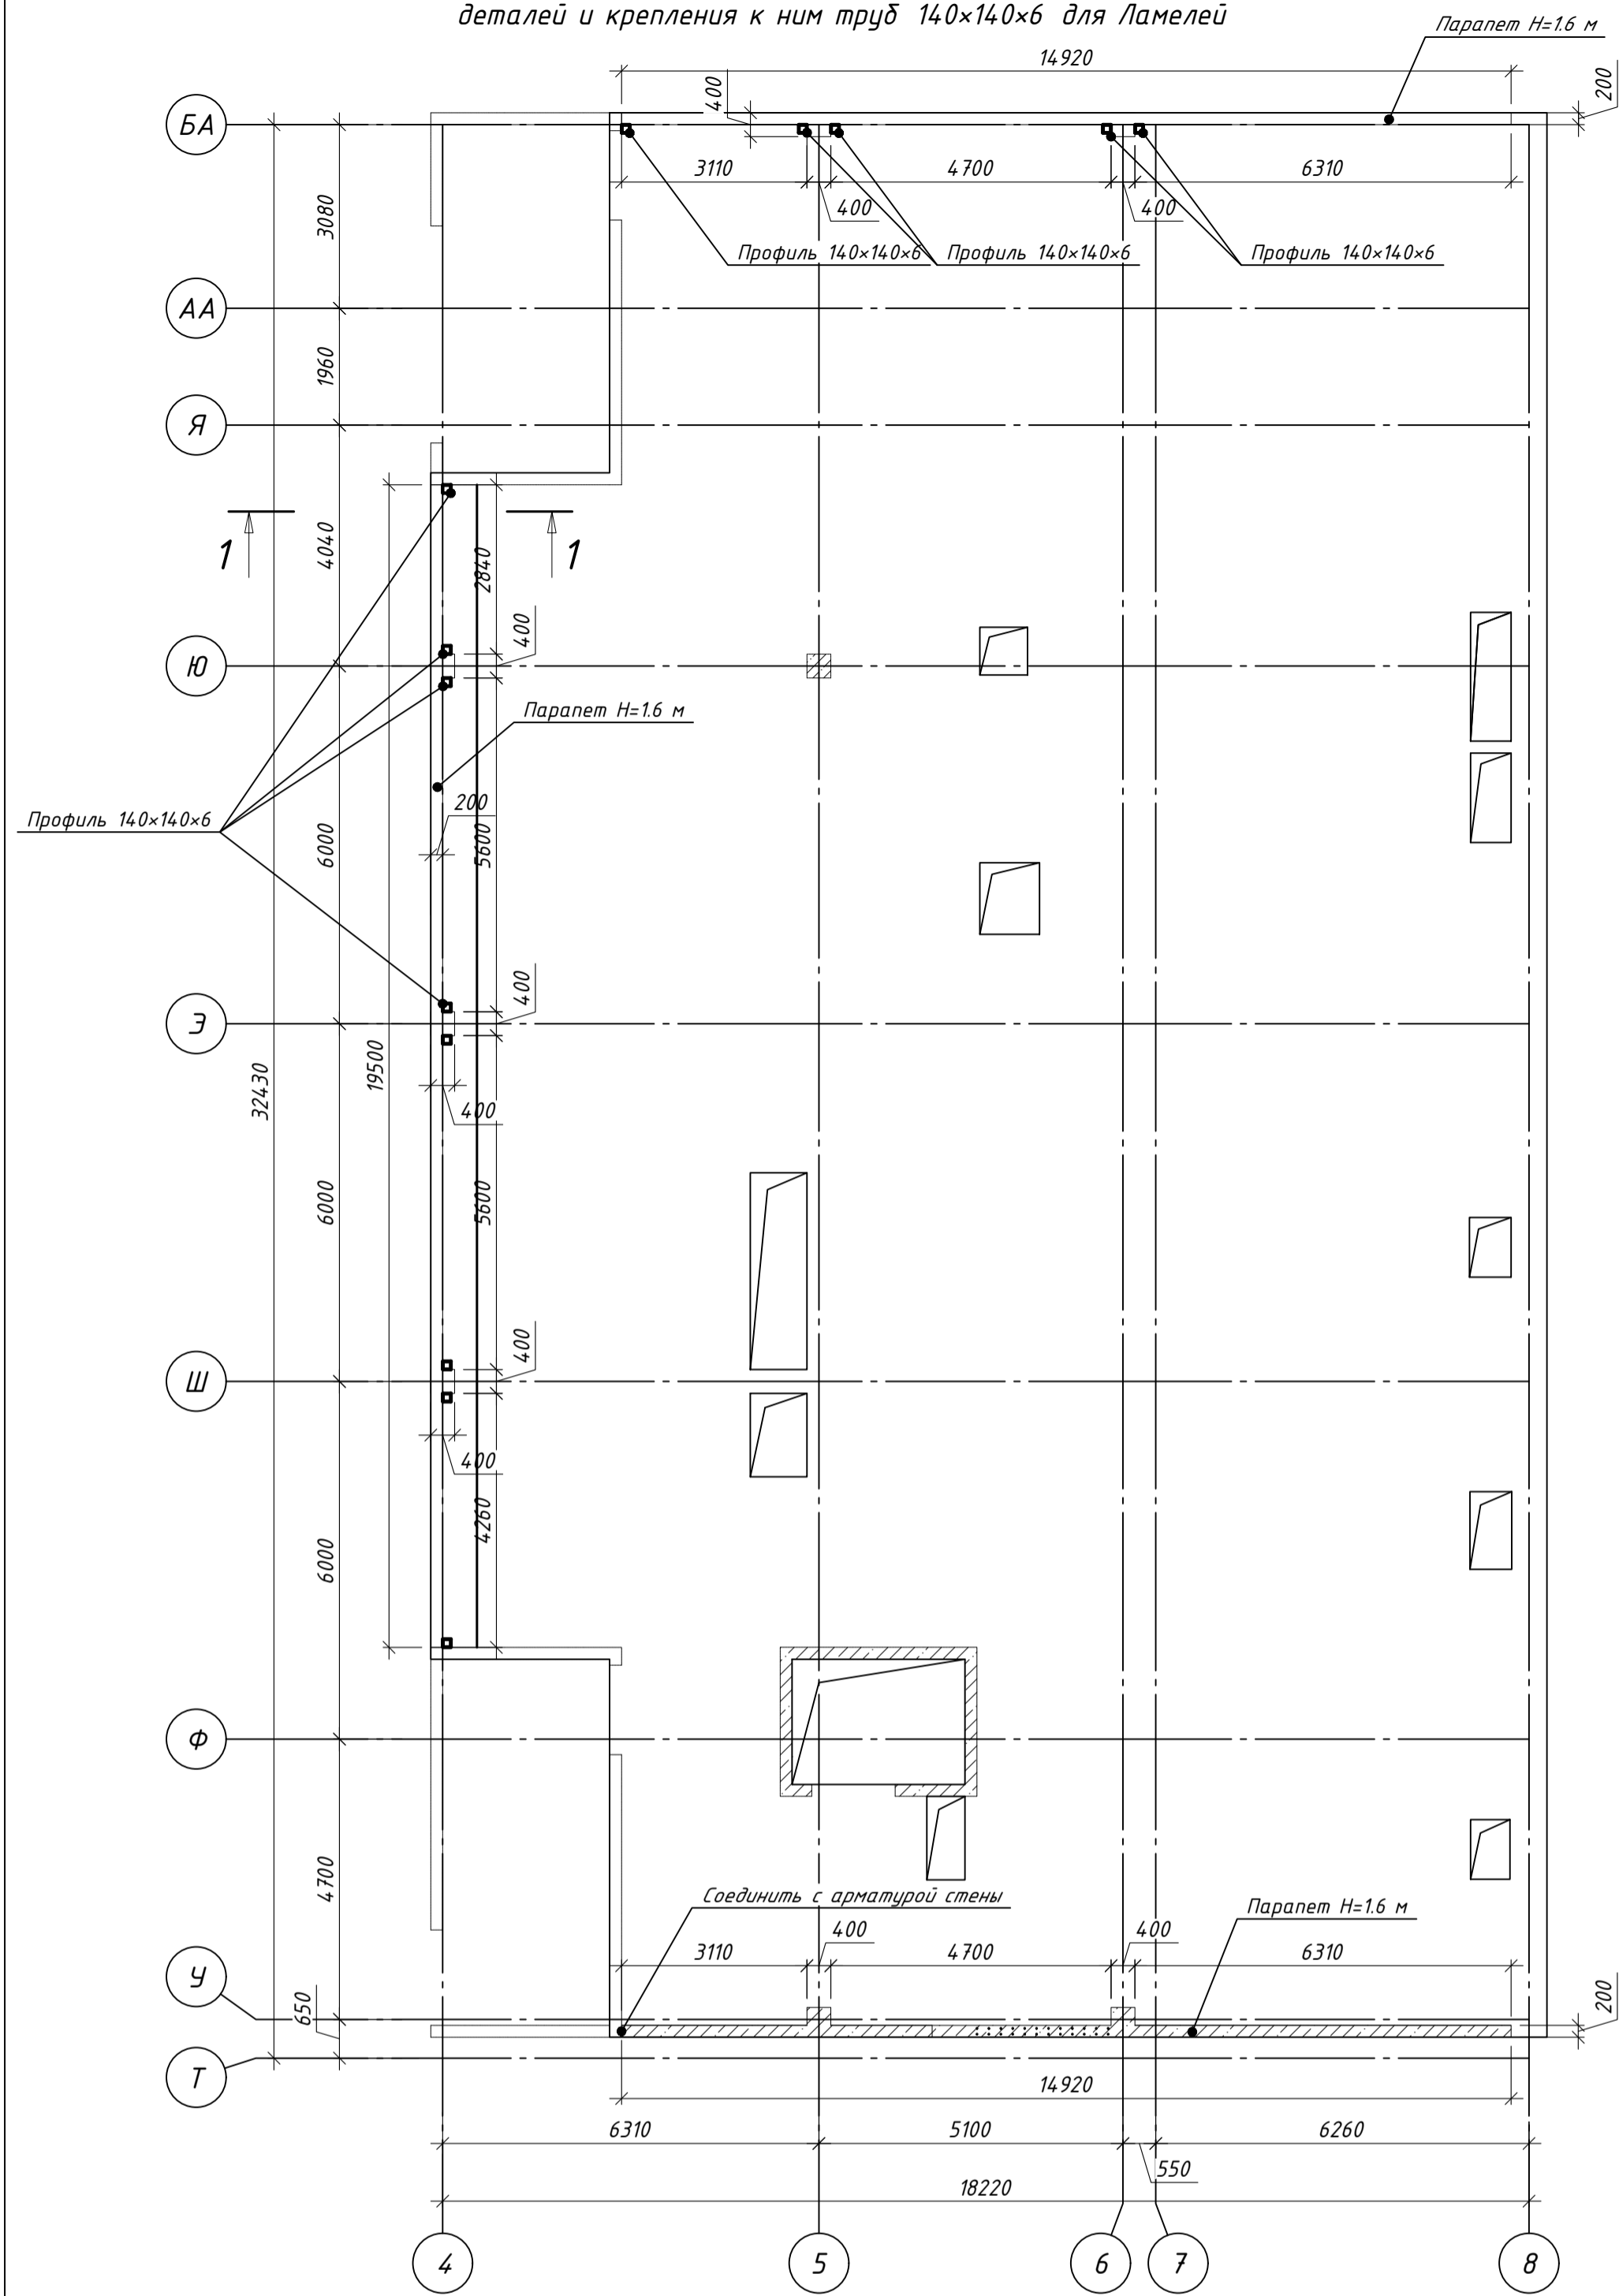 деталей и крепления к ним труб 140×140×6 для Ламелей
Парапет Н=1.6 м
14920
400
200
БА
3110
4700
6310
400
400
3080
Профиль 140×140×6
Профиль 140×140×6
Профиль 140×140×6
АА
1960
Я
4040
1
1
2840
400
Ю
Парапет Н=1.6 м
200
Профиль 140×140×6
6000
5600
400
Э
32430
19500
400
6000
5600
400
Ш
400
4260
6000
Ф
4700
Соединить с арматурой стены
Парапет Н=1.6 м
400
400
3110
4700
6310
У
650
200
Т
14920
6310
5100
6260
550
18220
4
5
6
7
8